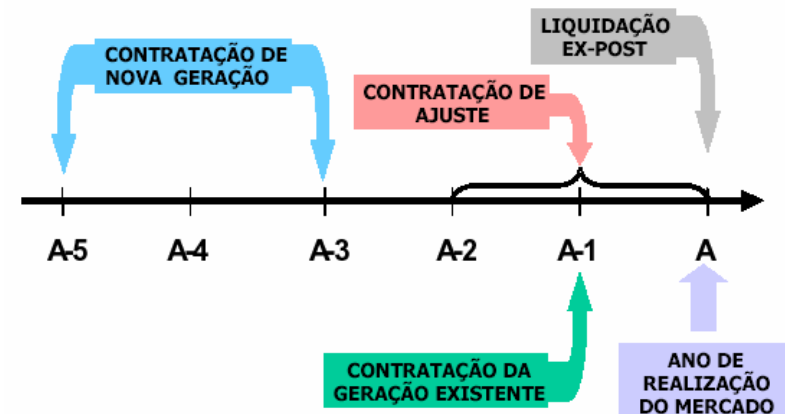 LIQUIDAÇÃO
EX-POST
CONTRATAÇÃO DE
NOVA GERAÇÃO
CONTRATAÇÃO DE
AJUSTE
A-5 A-4 A-3 A-2 A-1 A
CONTRATAÇÃO DA
GERAÇÃO EXISTENTE
ANO DE
REALIZAÇÃO
DO MERCADO